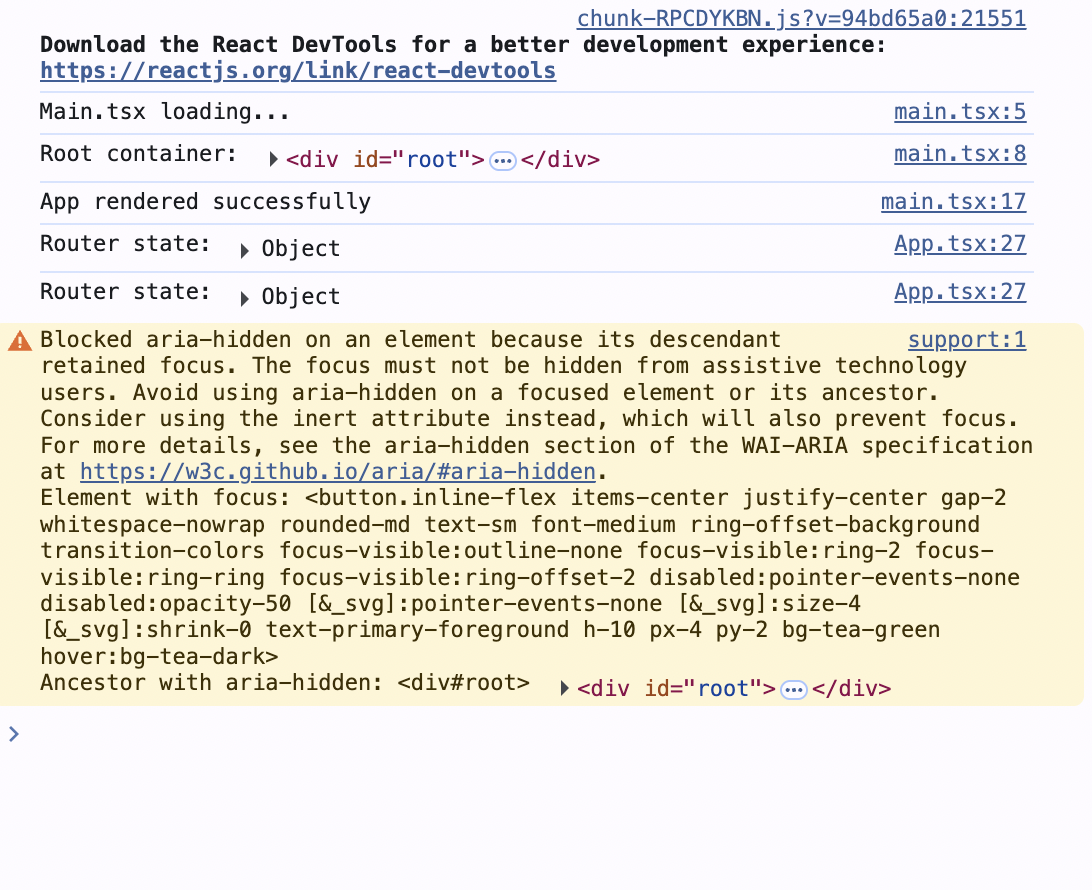 chunk-RPCDYKBN.js?v=94bd65a0:21551
Download the React DevTools for a better development experience:
https://reactjs.org/link/react-devtools
Main.tsx loading... main.tsx:5
Root container: <div id="root">…</div> main.tsx:8
App rendered successfully main.tsx:17
Router state: Object App.tsx:27
Router state: Object App.tsx:27
Blocked aria-hidden on an element because its descendant support:1
retained focus. The focus must not be hidden from assistive technology
users. Avoid using aria-hidden on a focused element or its ancestor.
Consider using the inert attribute instead, which will also prevent focus.
For more details, see the aria-hidden section of the WAI-ARIA specification
at https://w3c.github.io/aria/#aria-hidden.
Element with focus: <button.inline-flex items-center justify-center gap-2
whitespace-nowrap rounded-md text-sm font-medium ring-offset-background
transition-colors focus-visible:outline-none focus-visible:ring-2 focus-
visible:ring-ring focus-visible:ring-offset-2 disabled:pointer-events-none
disabled:opacity-50 [&_svg]:pointer-events-none [&_svg]:size-4
[&_svg]:shrink-0 text-primary-foreground h-10 px-4 py-2 bg-tea-green
hover:bg-tea-dark>
Ancestor with aria-hidden: <div#root> <div id="root">…</div>